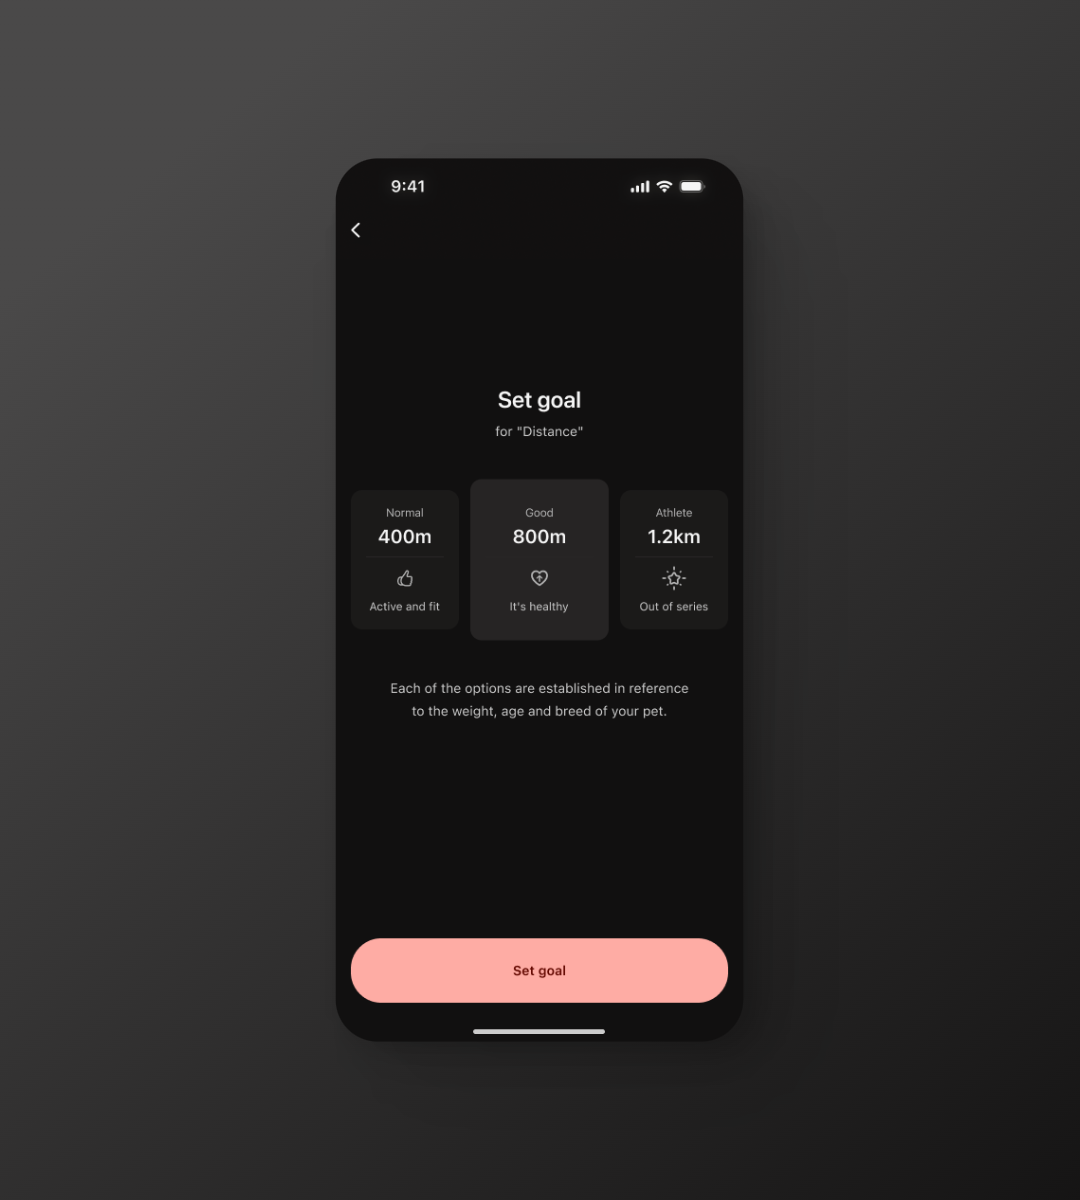 9:41
Set goal
for "Distance"
Normal
400m
Active and fit
Good
800m
It's healthy
Athlete
1.2km
Out of series
Each of the options are established in reference
to the weight, age and breed of your pet.
Set goal